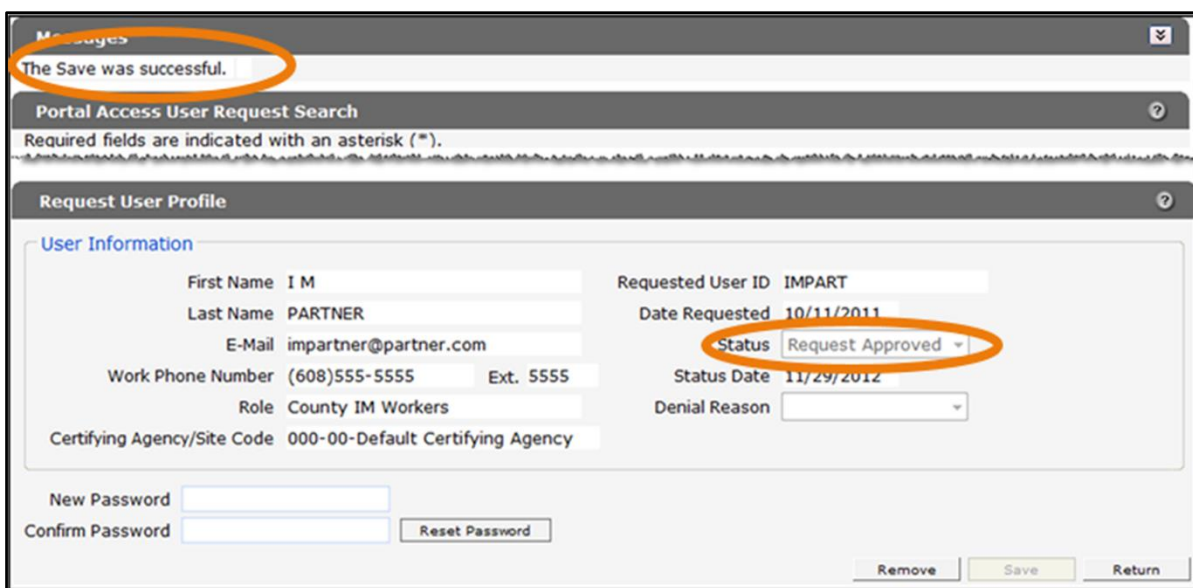 Messages
The Save was successful.
Portal Access User Request Search
Required fields are indicated with an asterisk (*).
Request User Profile
User Information
First Name I M Requested User ID IMPART
Last Name PARTNER Date Requested 10/11/2011
E-Mail impartner@partner.com Status Request Approved
Work Phone Number (608)555-5555 Ext. 5555 Status Date 11/29/2012
Role County IM Workers Denial Reason
Certifying Agency/Site Code 000-00-Default Certifying Agency
New Password
Confirm Password Reset Password
Remove Save Return